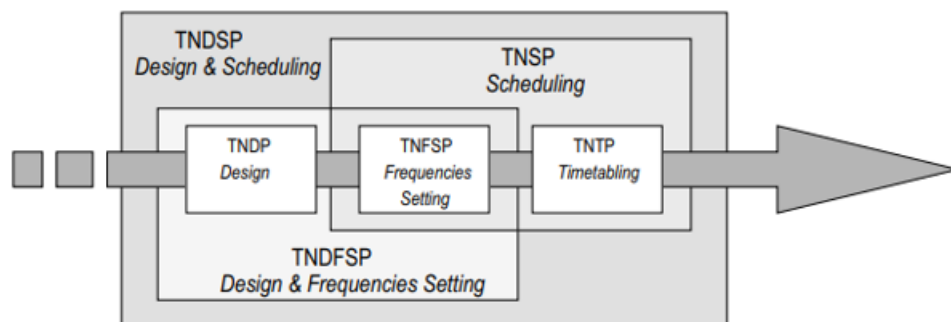 TNDSP
Design & Scheduling
TNSP
Scheduling
TNDP
Design
TNFSP
Frequencies
Setting
TNTP
Timetabling
TNDFSP
Design & Frequencies Setting